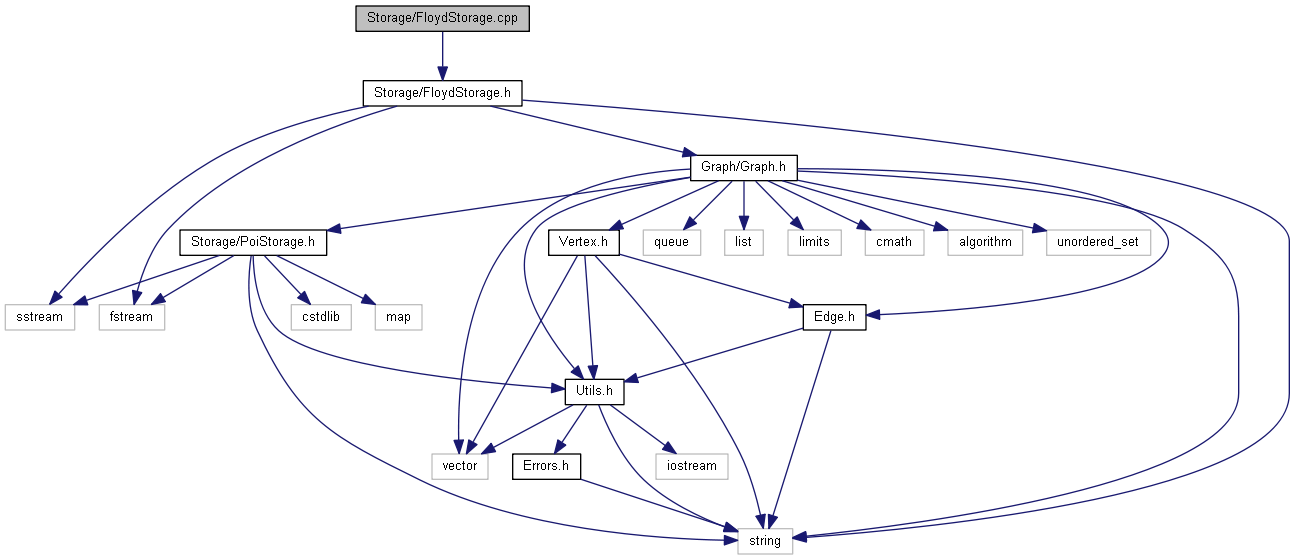 Storage/FloydStorage.cpp
Storage/FloydStorage.h
Graph/Graph.h
Storage/PoiStorage.h
Vertex.h
queue
list
limits
cmath
algorithm
unordered_set
sstream
fstream
cstdlib
map
Edge.h
Utils.h
vector
Errors.h
iostream
string